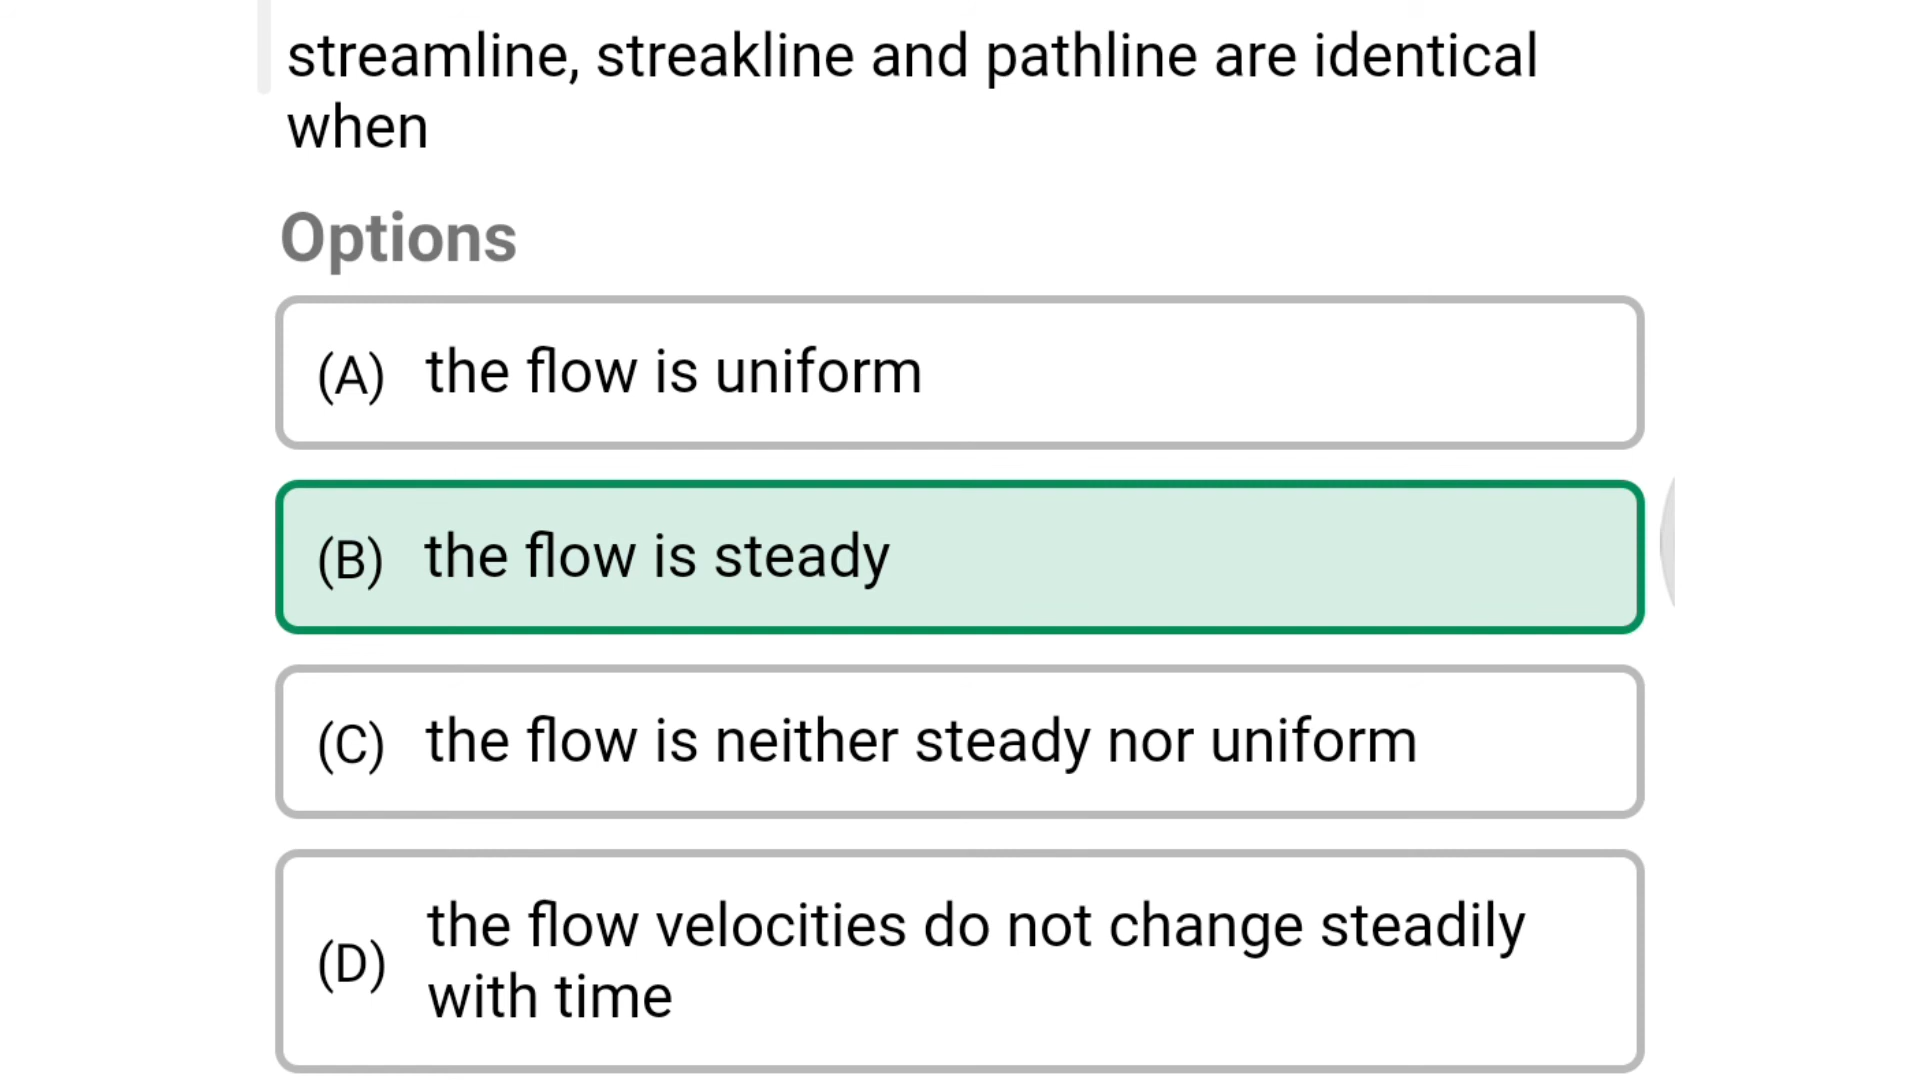 streamline, streakline and pathline are identical
when
Options
(A) the flow is uniform
(B) the flow is steady
(C) the flow is neither steady nor uniform
(D) the flow velocities do not change steadily
with time